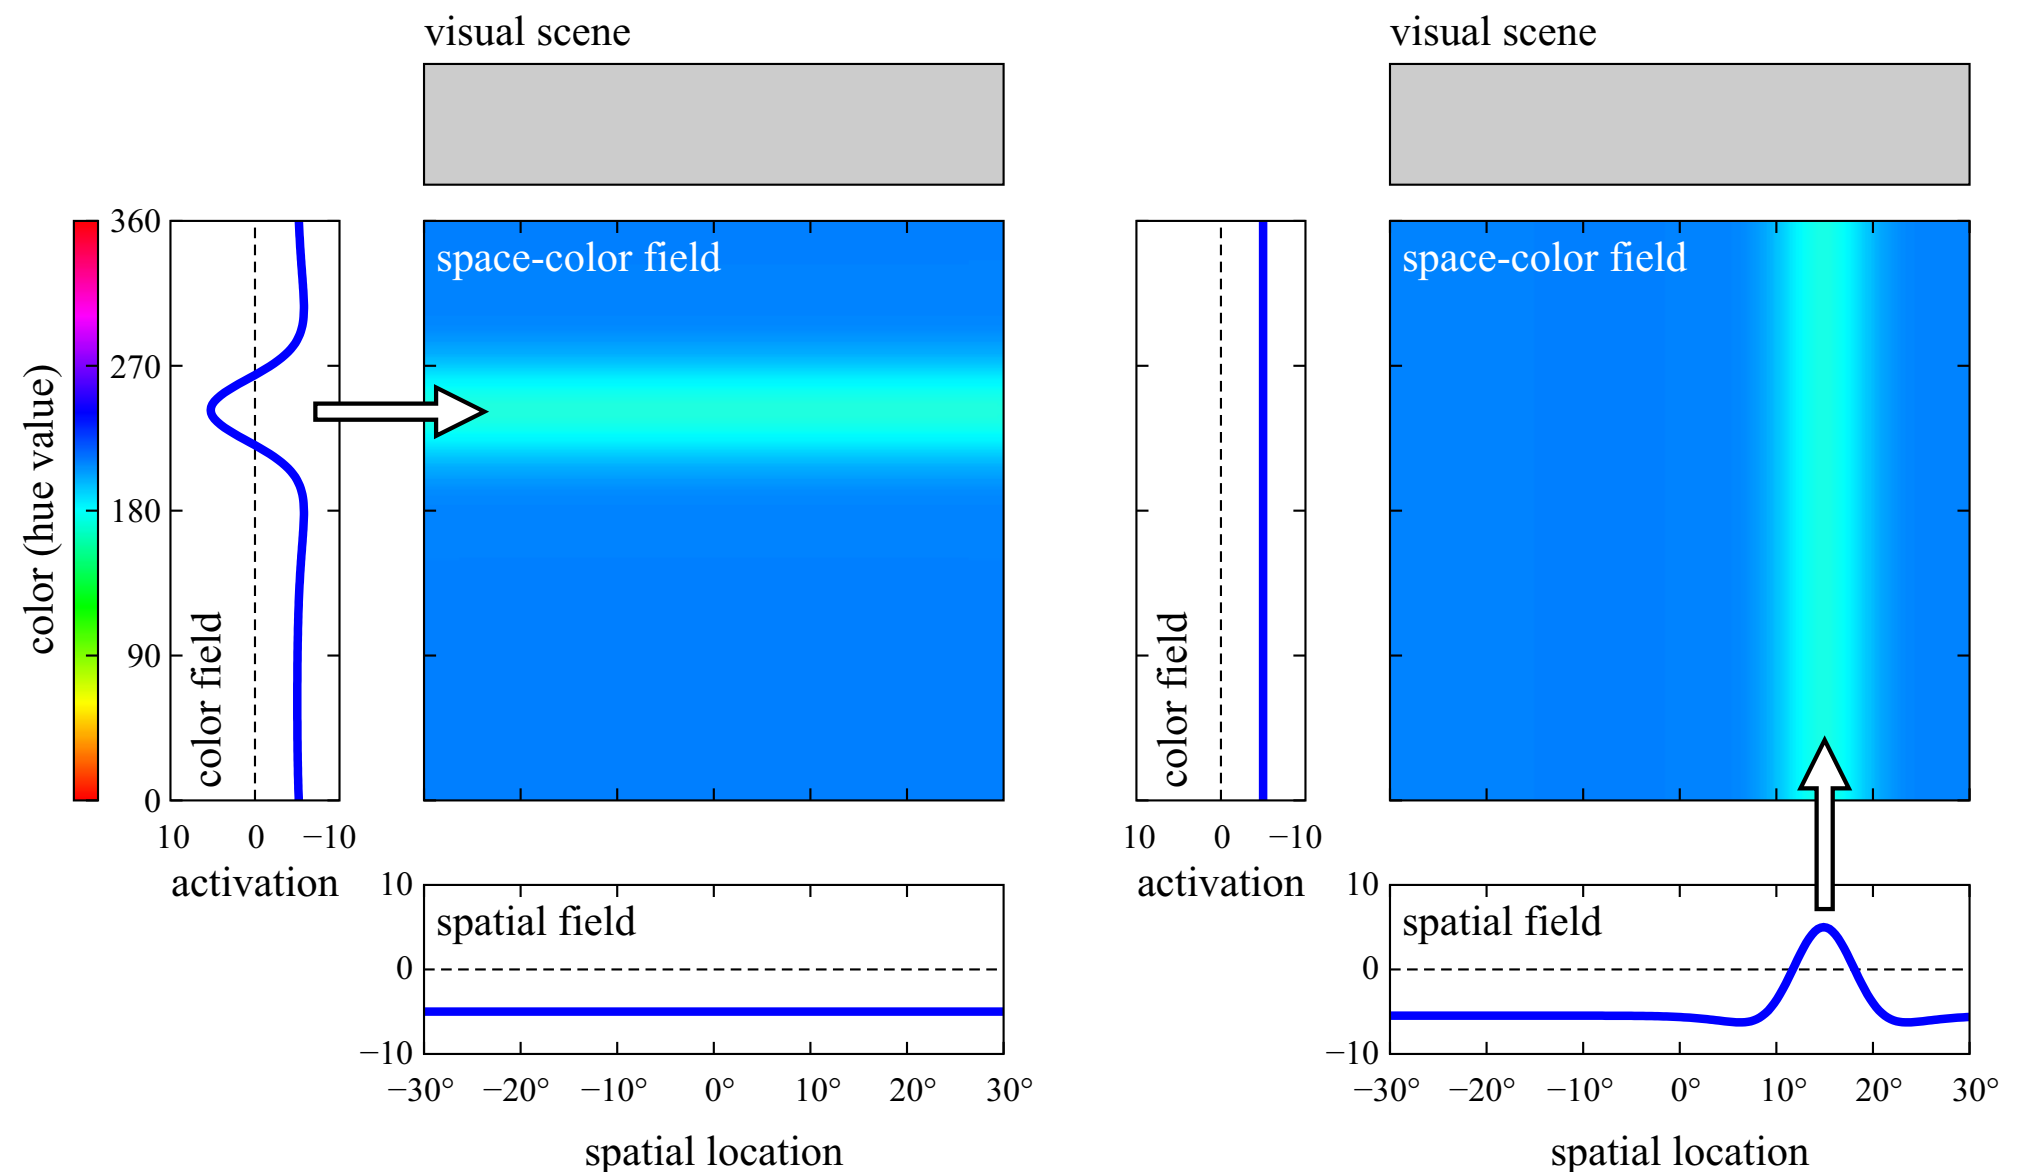 visual scene
visual scene
360
270
180
90
0
color (hue value)
color field
space-color field
color field
space-color field
10 0 −10
activation
10 0 −10
activation
10
0
−10
spatial field
10
0
−10
spatial field
−30° −20° −10° 0° 10° 20° 30°
−30° −20° −10° 0° 10° 20° 30°
spatial location
spatial location